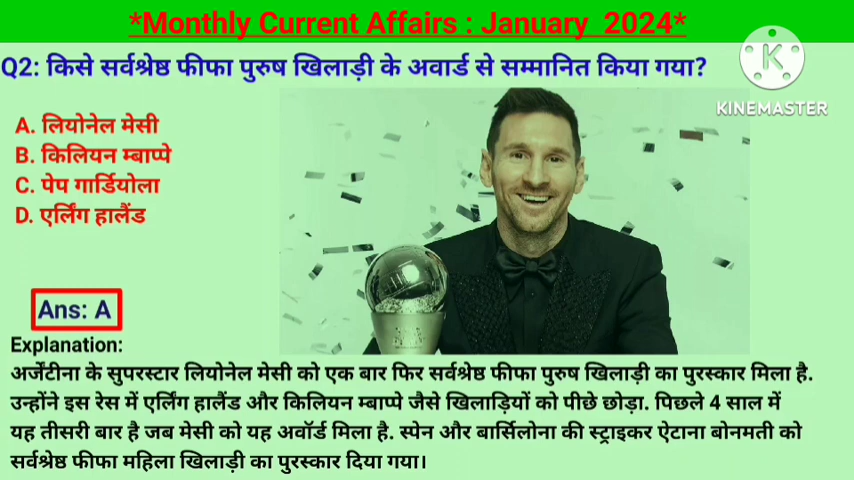 *Monthly Current Affairs : January 2024*
Q2: किसे सर्वश्रेष्ठ फीफा पुरुष खिलाड़ी के अवार्ड से सम्मानित किया गया?
KINEMASTER
A. लियोनेल मेसी
B. किलियन म्बाप्पे
C. पेप गार्डियोला
D. एर्लिंग हालैंड
Ans: A
Explanation:
अर्जेंटीना के सुपरस्टार लियोनेल मेसी को एक बार फिर सर्वश्रेष्ठ फीफा पुरुष खिलाड़ी का पुरस्कार मिला है.
उन्होंने इस रेस में एर्लिंग हालैंड और किलियन म्बाप्पे जैसे खिलाड़ियों को पीछे छोड़ा. पिछले 4 साल में
यह तीसरी बार है जब मेसी को यह अवॉर्ड मिला है. स्पेन और बार्सिलोना की स्ट्राइकर ऐटाना बोनमती को
सर्वश्रेष्ठ फीफा महिला खिलाड़ी का पुरस्कार दिया गया।